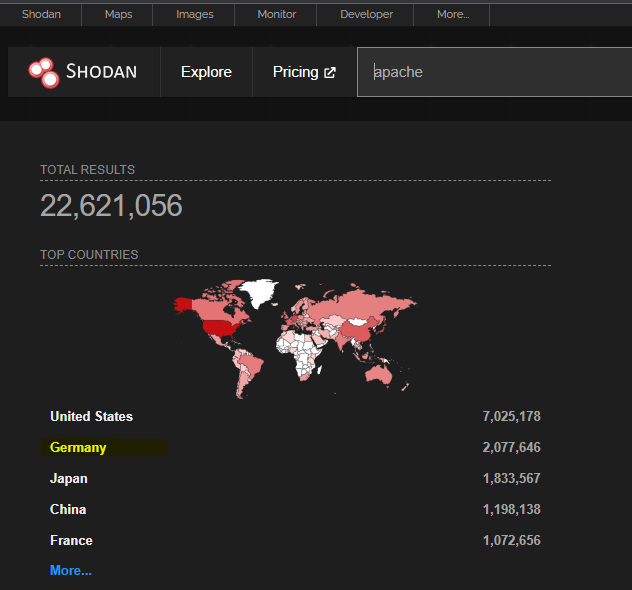 Shodan Maps Images Monitor Developer More...
SHODAN Explore Pricing apache
TOTAL RESULTS
22,621,056
TOP COUNTRIES
United States 7,025,178
Germany 2,077,646
Japan 1,833,567
China 1,198,138
France 1,072,656
More...